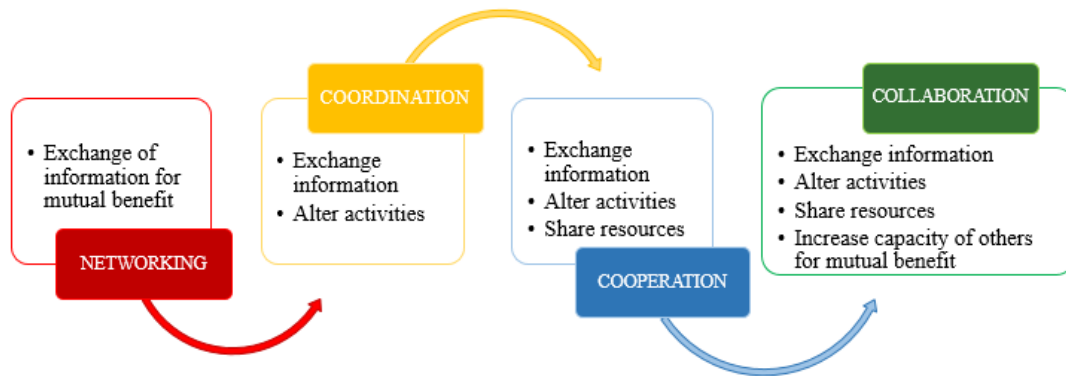 • Exchange of
information for
mutual benefit
NETWORKING
COORDINATION
• Exchange
information
• Alter activities
• Exchange
information
• Alter activities
• Share resources
COOPERATION
COLLABORATION
• Exchange information
• Alter activities
• Share resources
• Increase capacity of others
for mutual benefit